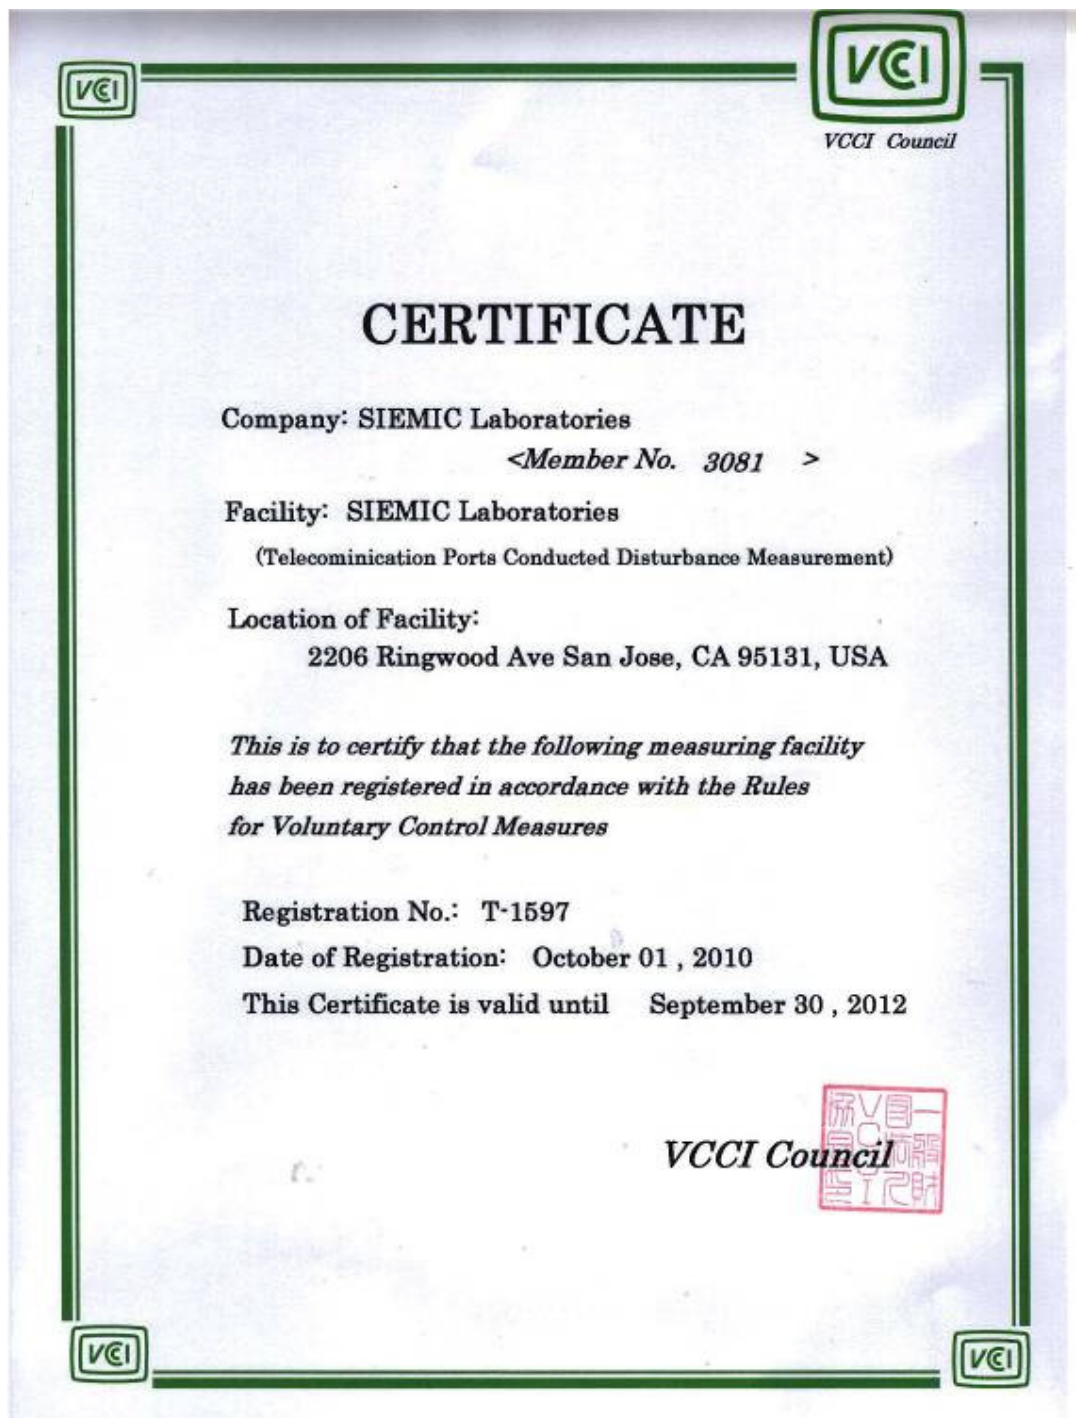 VCCI
VCCI
VCCI Council
CERTIFICATE
Company: SIEMIC Laboratories
<Member No. 3081 >
Facility: SIEMIC Laboratories
(Telecominication Ports Conducted Disturbance Measurement)
Location of Facility:
2206 Ringwood Ave San Jose, CA 95131, USA
This is to certify that the following measuring facility
has been registered in accordance with the Rules
for Voluntary Control Measures
Registration No.: T-1597
Date of Registration: October 01 , 2010
This Certificate is valid until September 30 , 2012
VCCI Council
VCCI
VCCI